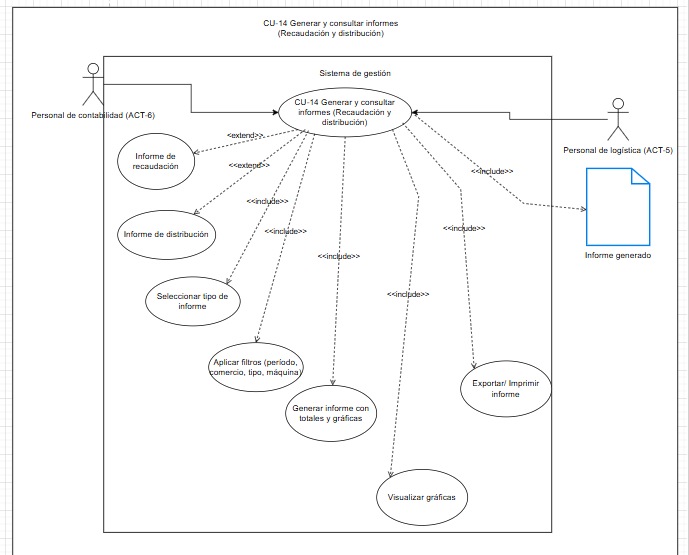 CU-14 Generar y consultar informes
(Recaudación y distribución)
Sistema de gestión
Personal de contabilidad (ACT-6)
CU-14 Generar y consultar
informes (Recaudación y
distribución)
Personal de logística (ACT-5)
<extend>>
Informe de
recaudación
<<extend>>
<<include>>
Informe generado
<<include>>
Informe de distribución
<<include>>
<<include>>
<<include>>
<<include>>
Seleccionar tipo de
informe
Aplicar filtros (período,
comercio, tipo, máquina)
Exportar/ Imprimir
informe
Generar informe con
totales y gráficas
Visualizar gráficas